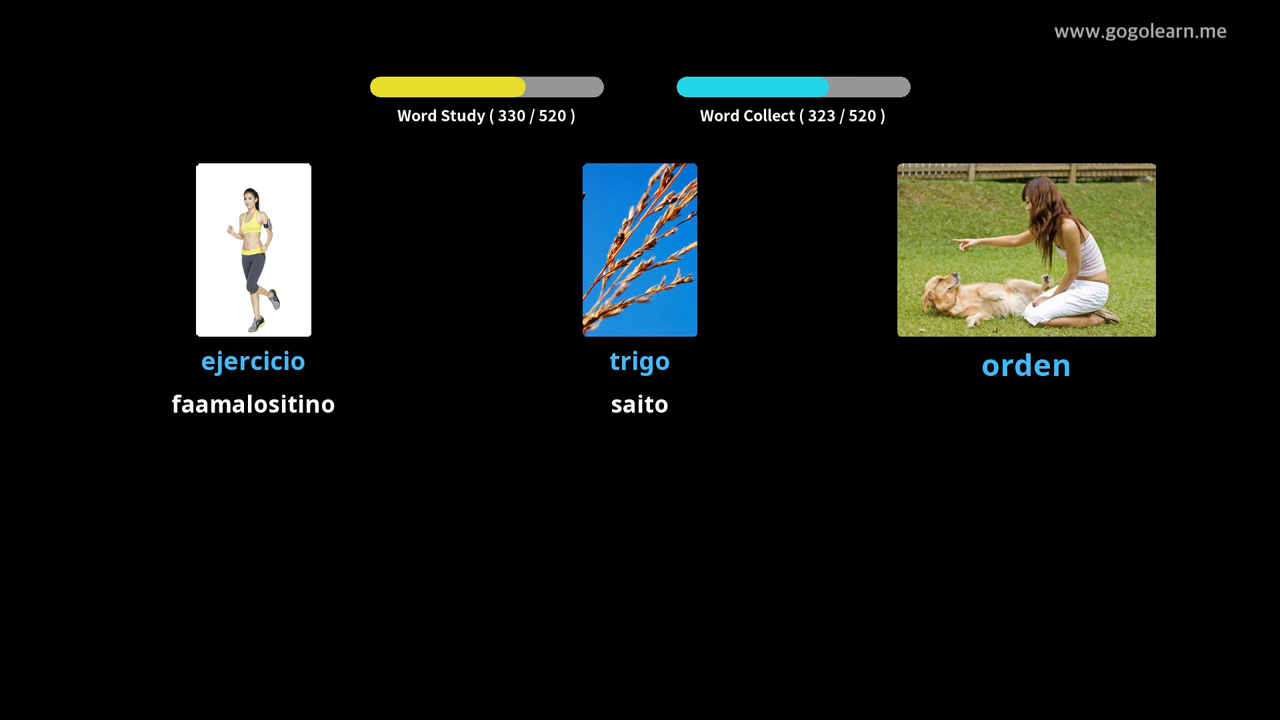 www.gogolearn.me
Word Study ( 330 / 520 )
Word Collect ( 323 / 520 )
ejercicio
faamalositino
trigo
saito
orden